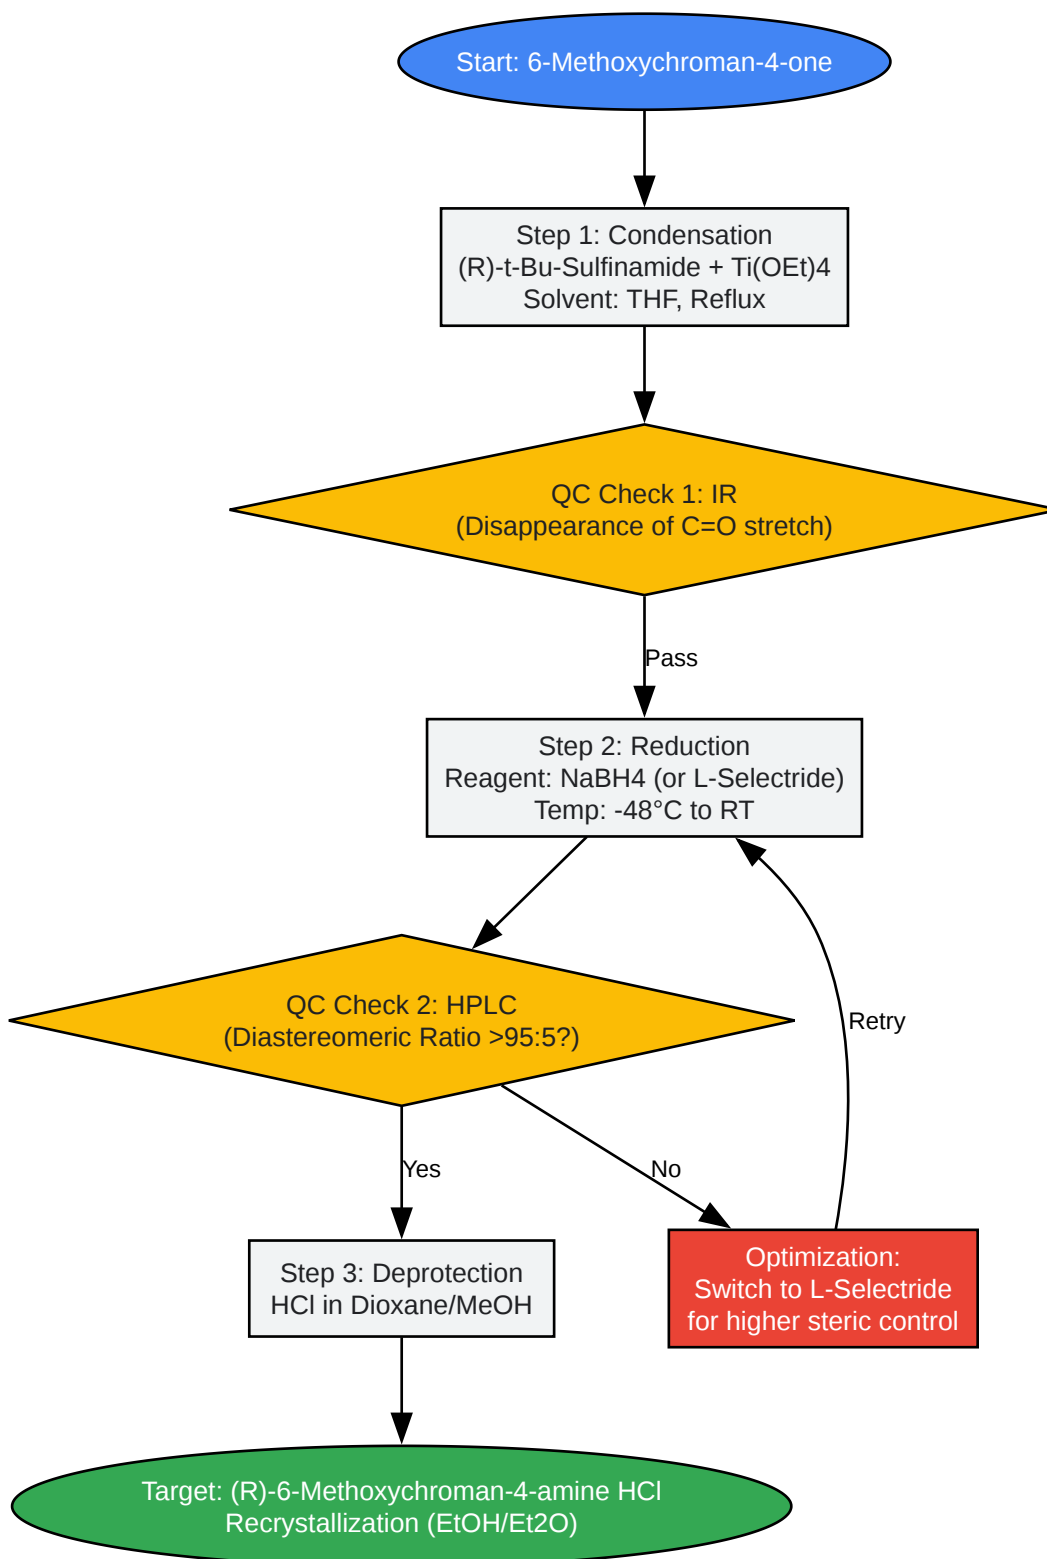 Start: 6-Methoxychroman-4-one
Step 1: Condensation
(R)-t-Bu-Sulfinamide + Ti(OEt)4
Solvent: THF, Reflux
QC Check 1: IR
(Disappearance of C=O stretch)
Pass
Step 2: Reduction
Reagent: NaBH4 (or L-Selectride)
Temp: -48°C to RT
QC Check 2: HPLC
(Diastereomeric Ratio >95:5?)
Retry
Yes
No
Step 3: Deprotection
HCl in Dioxane/MeOH
Optimization:
Switch to L-Selectride
for higher steric control
Target: (R)-6-Methoxychroman-4-amine HCl
Recrystallization (EtOH/Et2O)